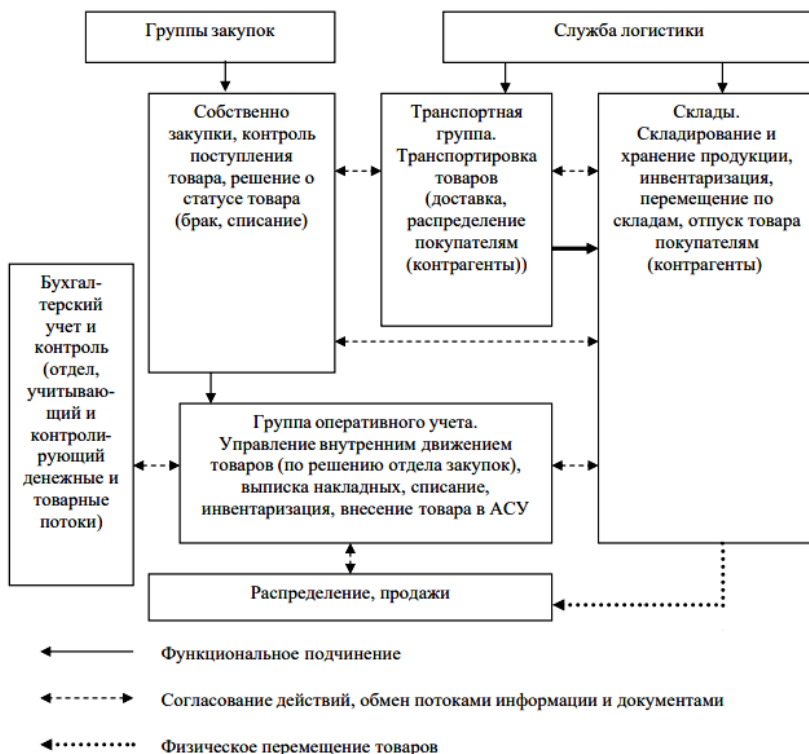 Группы закупок
Служба логистики
Собственно
закупки, контроль
поступления
товара, решение о
статусе товара
(брак, списание)
Транспортная
группа.
Транспортировка
товаров
(доставка,
распределение
покупателям
(контрагенты))
Склады.
Складирование и
хранение продукции,
инвентаризация,
перемещение по
складам, отпуск товара
покупателям
(контрагенты)
Бухгал-
терский
учет и
контроль
(отдел,
учитываю-
щий и
контроли-
рующий
денежные и
товарные
потоки)
Группа оперативного учета.
Управление внутренним движением
товаров (по решению отдела закупок),
выписка накладных, списание,
инвентаризация, внесение товара в АСУ
Распределение, продажи
Функциональное подчинение
Согласование действий, обмен потоками информации и документами
Физическое перемещение товаров